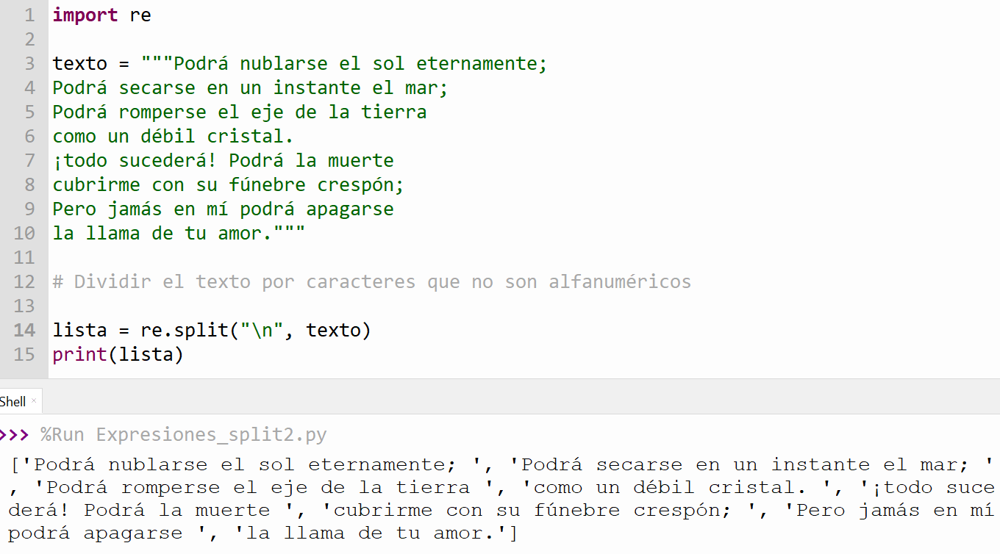 1 import re
2
3 texto = """Podrá nublarse el sol eternamente;
4 Podrá secarse en un instante el mar;
5 Podrá romperse el eje de la tierra
6 como un débil cristal.
7 ¡todo sucederá! Podrá la muerte
8 cubrirme con su fúnebre crespón;
9 Pero jamás en mí podrá apagarse
10 la llama de tu amor."""
11
12 # Dividir el texto por caracteres que no son alfanuméricos
13
14 lista = re.split("\n", texto)
15 print(lista)
Shell ×
>>> %Run Expresiones_split2.py
['Podrá nublarse el sol eternamente; ', 'Podrá secarse en un instante el mar; '
, 'Podrá romperse el eje de la tierra ', 'como un débil cristal. ', '¡todo suce
derá! Podrá la muerte ', 'cubrirme con su fúnebre crespón; ', 'Pero jamás en mí
podrá apagarse ', 'la llama de tu amor.']